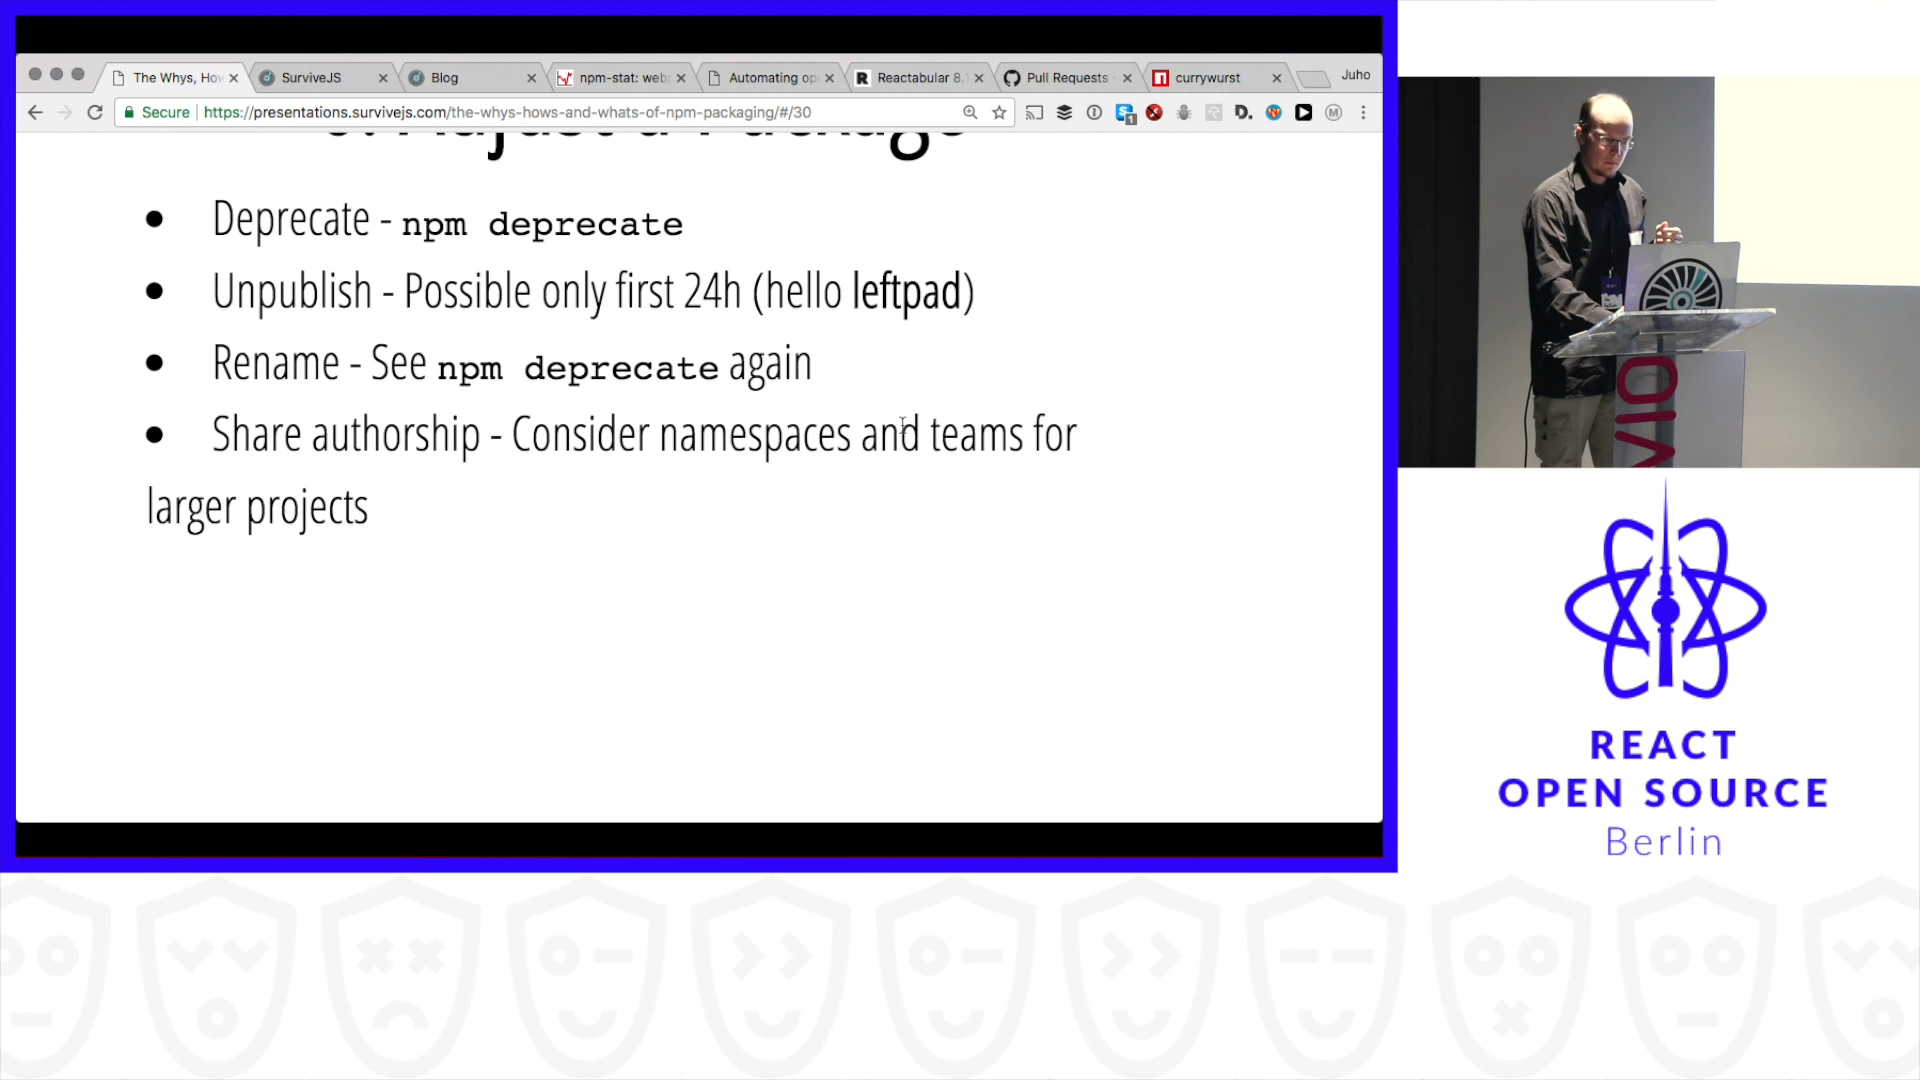 The Whys, How
SurviveJS
Blog
npm-stat: web
Automating op
Reactabular 8.
Pull Requests
currywurst
Juho
Secure
https://presentations.survivejs.com/the-whys-hows-and-whats-of-npm-packaging/#/30
Adjust a Package
• Deprecate - npm deprecate
• Unpublish - Possible only first 24h (hello leftpad)
• Rename - See npm deprecate again
• Share authorship - Consider namespaces and teams for
larger projects
REACT
OPEN SOURCE
Berlin